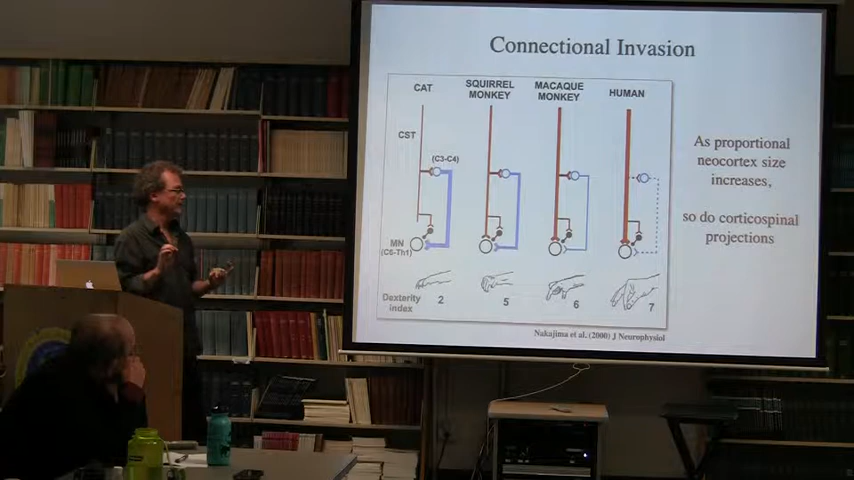 Connectional Invasion
CAT
SQUIRREL
MONKEY
MACAQUE
MONKEY
HUMAN
CST
(C3-C4)
MN
(C6-Th1)
Dexterity
index
2
5
6
7
As proportional
neocortex size
increases,
so do corticospinal
projections
Nakajima et al. (2000) J Neurophysiol